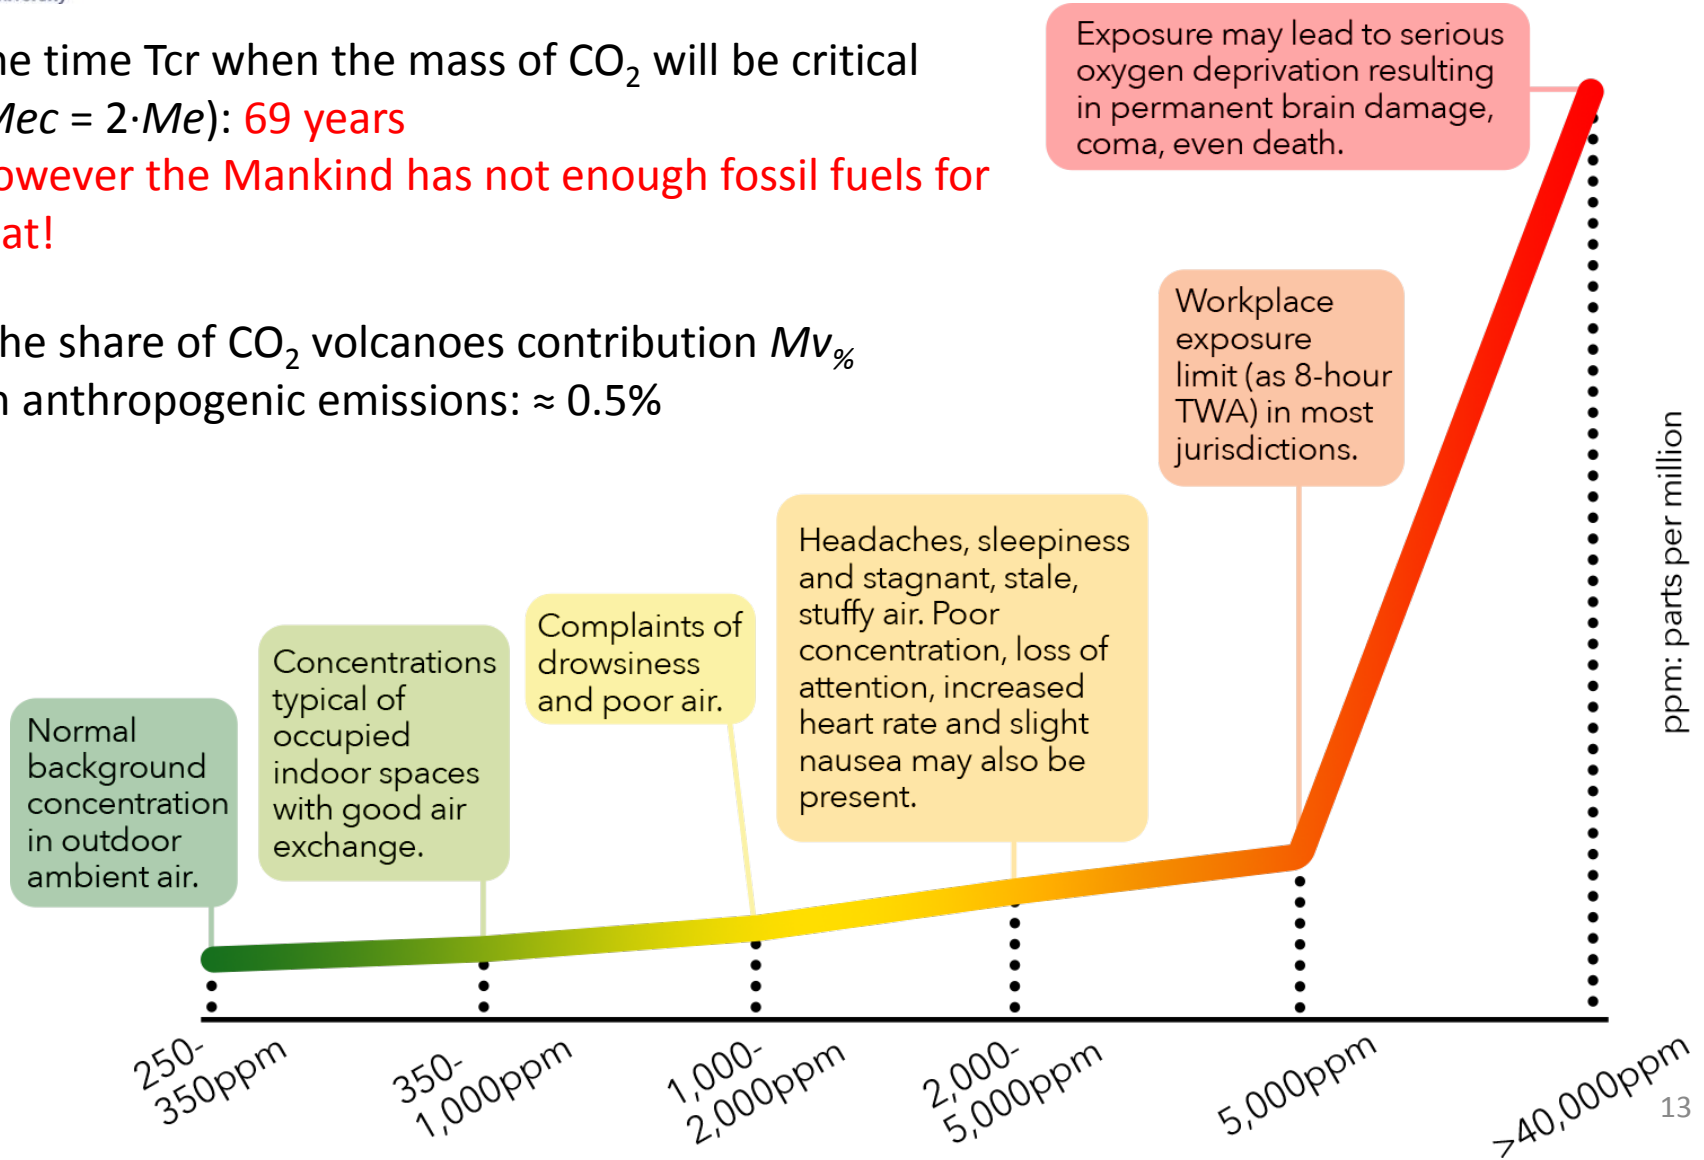 ne time Tcr when the mass of CO₂ will be critical
Mec = 2·Me): 69 years
owever the Mankind has not enough fossil fuels for
at!
he share of CO₂ volcanoes contribution Mv%
n anthropogenic emissions: ≈ 0.5%
Exposure may lead to serious
oxygen deprivation resulting
in permanent brain damage,
coma, even death.
Workplace
exposure
limit (as 8-hour
TWA) in most
jurisdictions.
Headaches, sleepiness
and stagnant, stale,
stuffy air. Poor
concentration, loss of
attention, increased
heart rate and slight
nausea may also be
present.
Complaints of
drowsiness
and poor air.
Concentrations
typical of
occupied
indoor spaces
with good air
exchange.
Normal
background
concentration
in outdoor
ambient air.
ppm: parts per million
250-
350ppm
350-
1,000ppm
1,000-
2,000ppm
2,000-
5,000ppm
5,000ppm
>40,000ppm
13